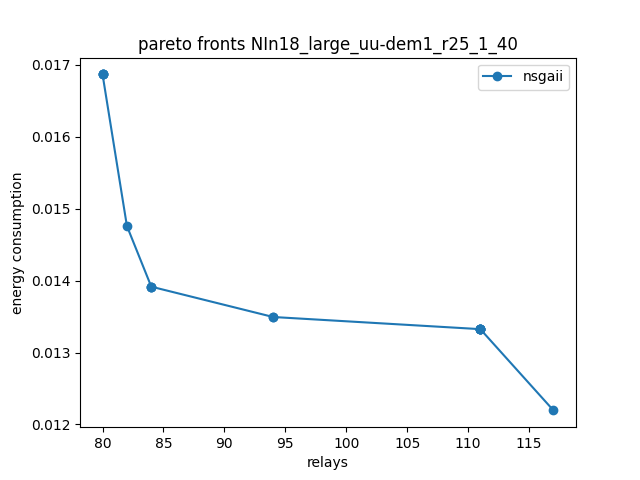 pareto fronts NIn18_large_uu-dem1_r25_1_40
nsgaii
0.017
0.016
0.015
0.014
0.013
0.012
energy consumption
80 85 90 95 100 105 110 115
relays